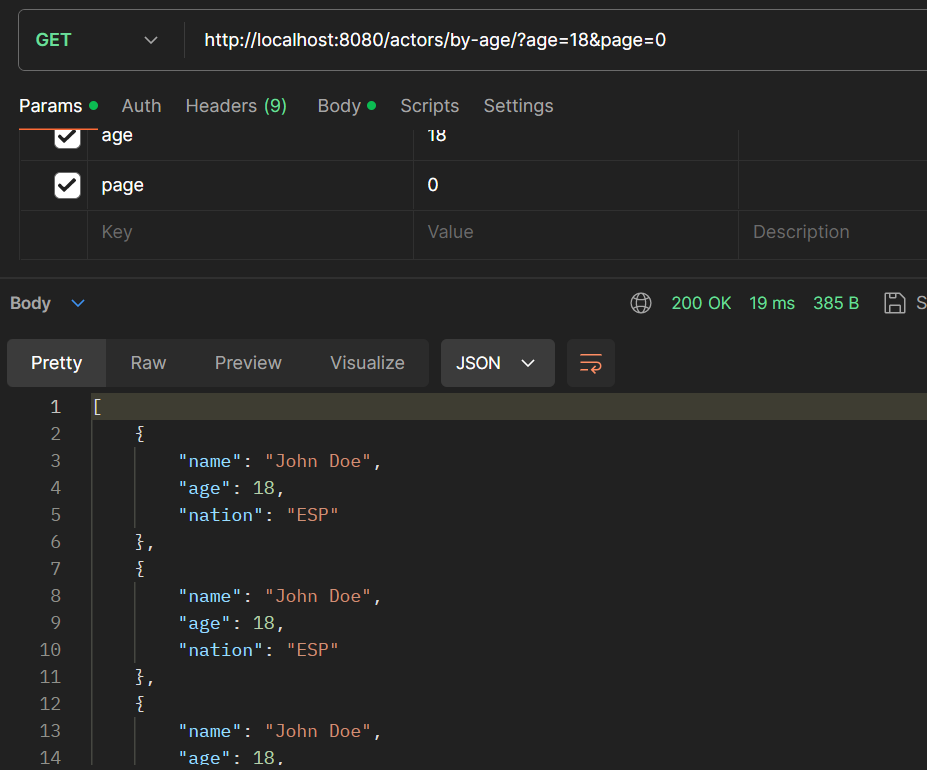 GET http://localhost:8080/actors/by-age/?age=18&page=0
Params Auth Headers (9) Body Scripts Settings
age 18
page 0
Key Value Description
Body 200 OK 19 ms 385 B S
Pretty Raw Preview Visualize JSON
1 [
2 {
3 "name": "John Doe",
4 "age": 18,
5 "nation": "ESP"
6 },
7 {
8 "name": "John Doe",
9 "age": 18,
10 "nation": "ESP"
11 },
12 {
13 "name": "John Doe",
14 "age": 18,